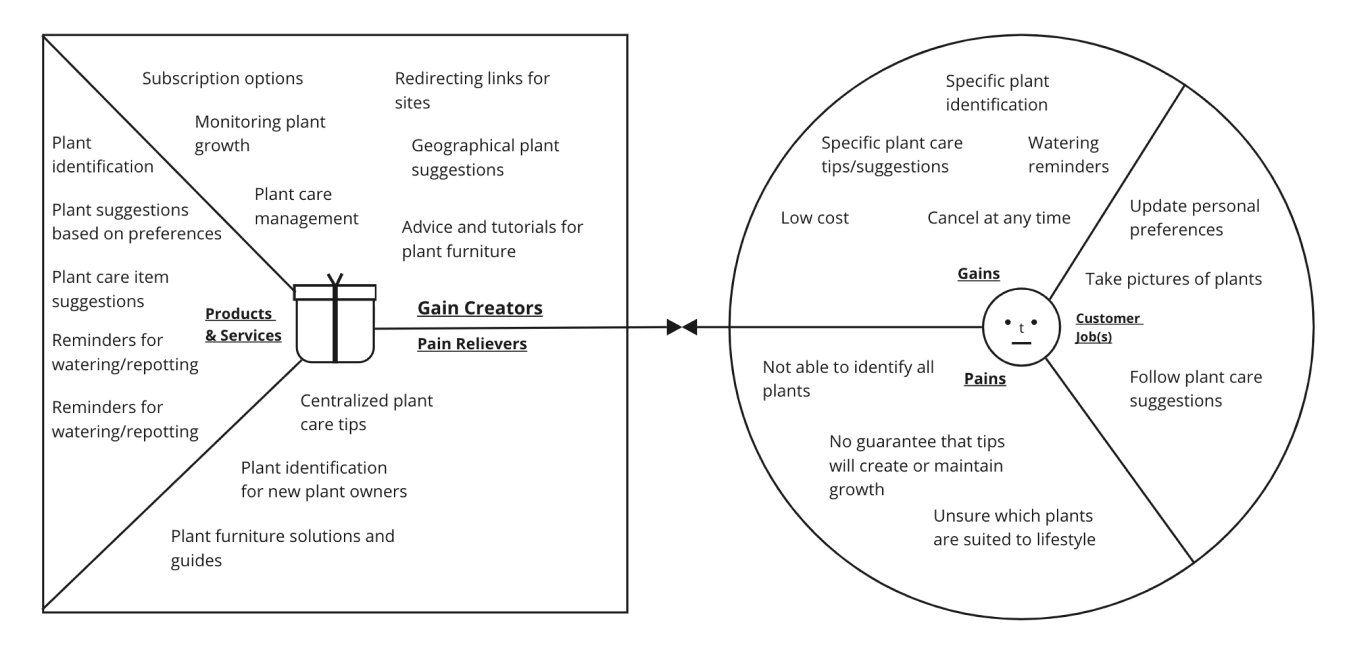 Subscription options
Redirecting links for
sites
Monitoring plant
growth
Geographical plant
suggestions
Plant care
management
Advice and tutorials for
plant furniture
Plant
identification
Plant suggestions
based on preferences
Plant care item
suggestions
Reminders for
watering/repotting
Reminders for
watering/repotting
Products
& Services
Gain Creators
Pain Relievers
Centralized plant
care tips
Plant identification
for new plant owners
Plant furniture solutions and
guides
Specific plant
identification
Specific plant care
tips/suggestions
Watering
reminders
Low cost
Cancel at any time
Gains
Update personal
preferences
Take pictures of plants
t
Customer
Job(s)
Follow plant care
suggestions
Pains
Not able to identify all
plants
No guarantee that tips
will create or maintain
growth
Unsure which plants
are suited to lifestyle